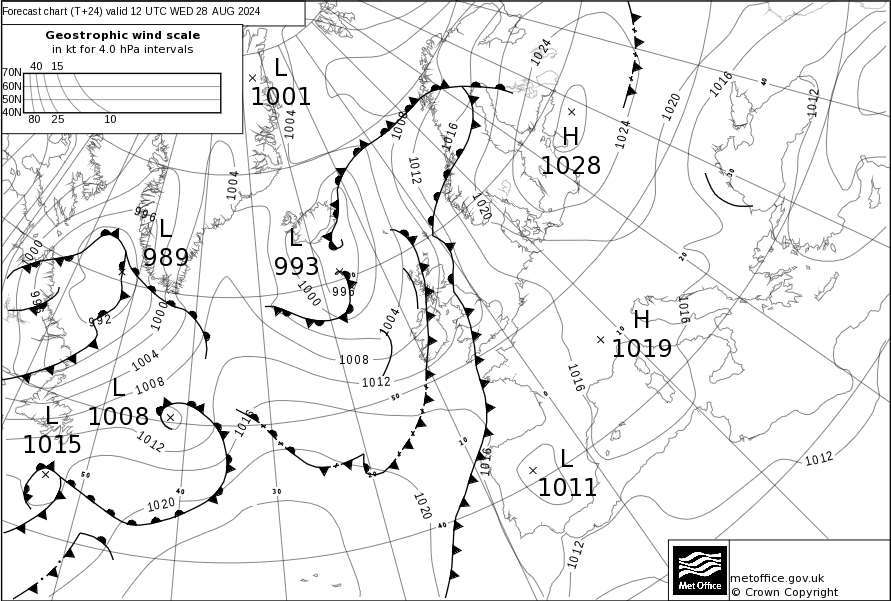 Forecast chart (T+24) valid 12 UTC WED 28 AUG 2024
Geostrophic wind scale
in kt for 4.0 hPa intervals
40 15
70N
60N
50N
40N
80 25 10
L
1001
1004
1004
1008
1012
1016
1020
1024
H
1028
1024
1020
1016
1012
40
30
20
996
L
989
1000
996
992
1000
1004
1008
L
993
1000
996
50
1004
1008
1012
50
H
1019
10
1016
1016
0
L
1008
L
1015
1012
1016
1020
50
40
30
20
10
1016
1020
40
L
1011
1012
1012
metoffice.gov.uk
© Crown Copyright
Met Office